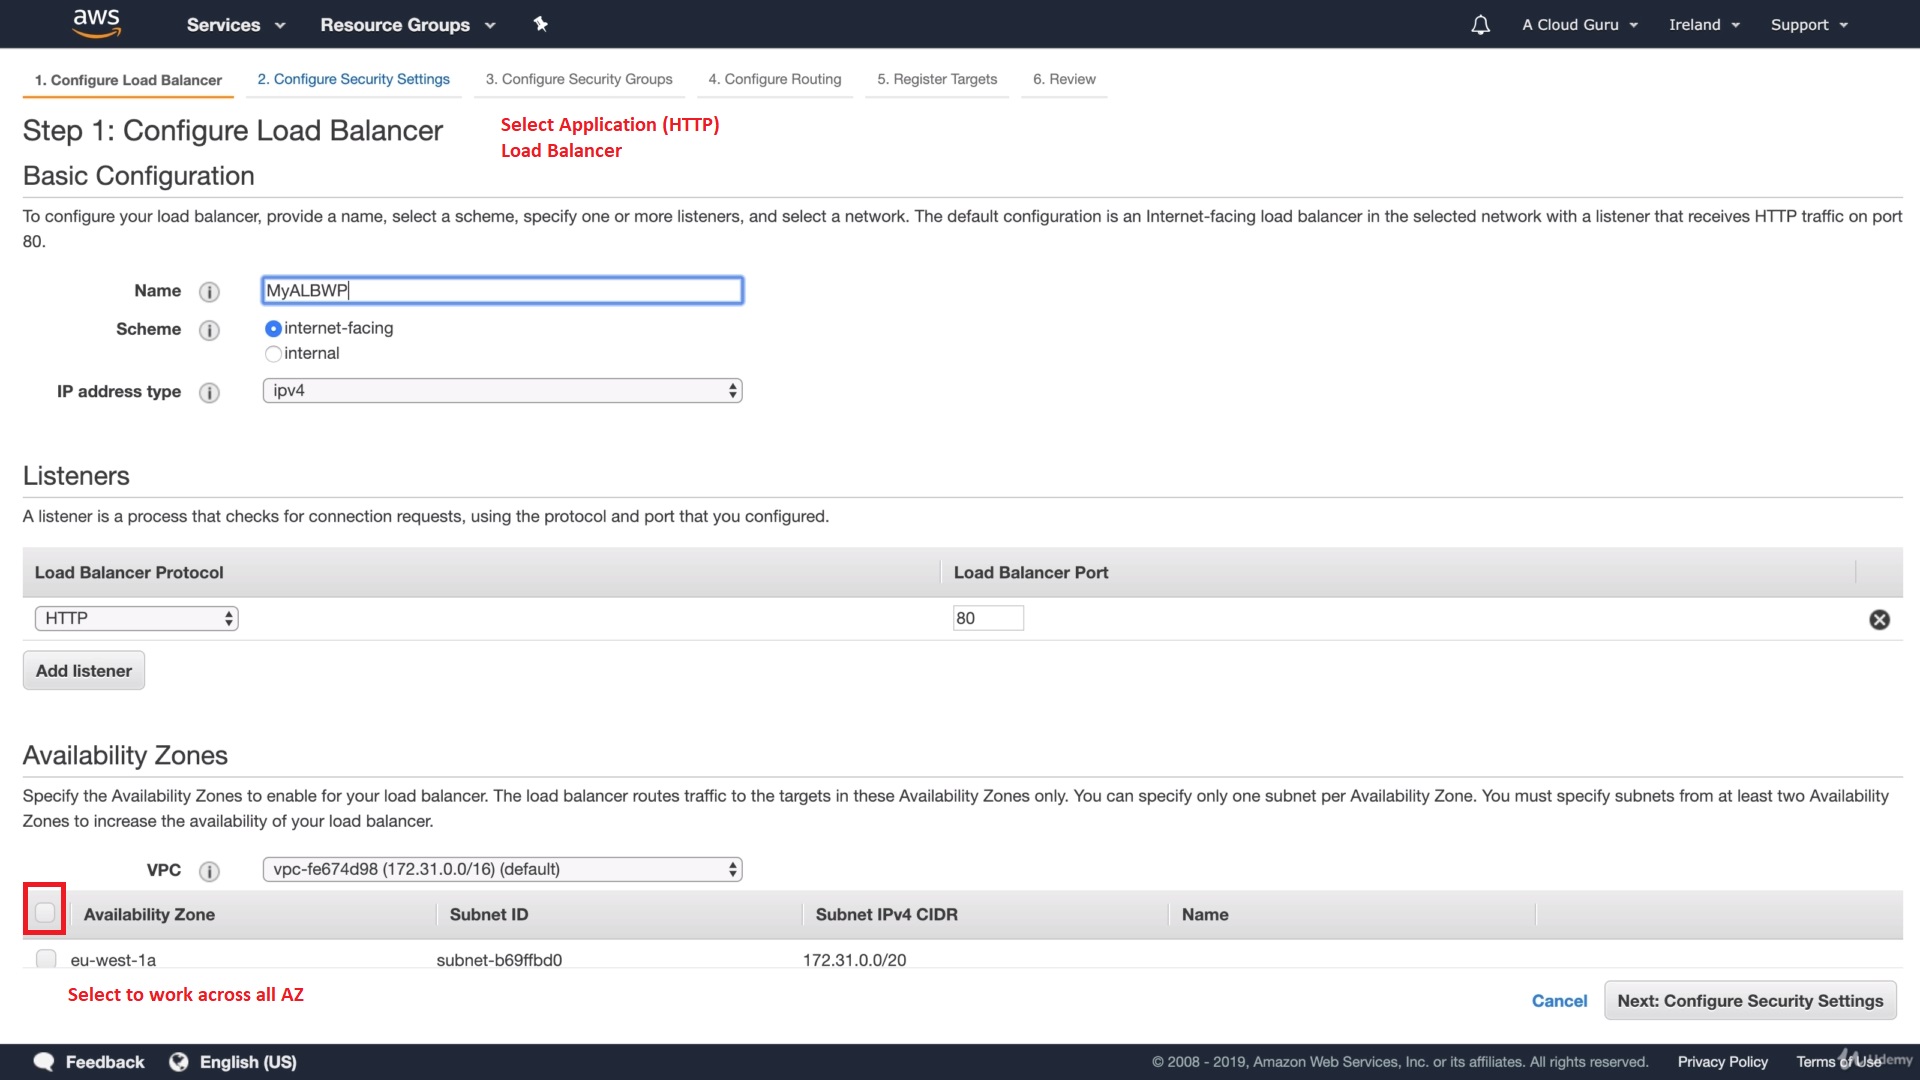 aws Services Resource Groups A Cloud Guru Ireland Support
1. Configure Load Balancer 2. Configure Security Settings 3. Configure Security Groups 4. Configure Routing 5. Register Targets 6. Review
Step 1: Configure Load Balancer
Select Application (HTTP)
Load Balancer
Basic Configuration
To configure your load balancer, provide a name, select a scheme, specify one or more listeners, and select a network. The default configuration is an Internet-facing load balancer in the selected network with a listener that receives HTTP traffic on port
80.
Name i MyALBWP
Scheme i internet-facing
internal
IP address type i ipv4
Listeners
A listener is a process that checks for connection requests, using the protocol and port that you configured.
Load Balancer Protocol Load Balancer Port
HTTP 80
Add listener
Availability Zones
Specify the Availability Zones to enable for your load balancer. The load balancer routes traffic to the targets in these Availability Zones only. You can specify only one subnet per Availability Zone. You must specify subnets from at least two Availability
Zones to increase the availability of your load balancer.
VPC i vpc-fe674d98 (172.31.0.0/16) (default)
Availability Zone Subnet ID Subnet IPv4 CIDR Name
eu-west-1a subnet-b69ffbd0 172.31.0.0/20
Select to work across all AZ
Cancel Next: Configure Security Settings
Feedback English (US) © 2008 - 2019, Amazon Web Services, Inc. or its affiliates. All rights reserved. Privacy Policy Terms of Use Udemy